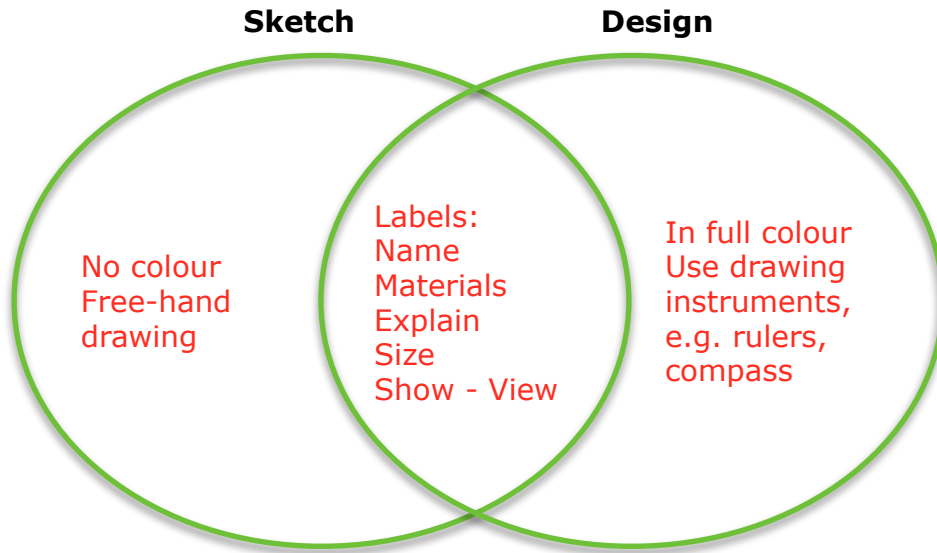 Sketch
Design
No colour
Free-hand
drawing
Labels:
Name
Materials
Explain
Size
Show - View
In full colour
Use drawing
instruments,
e.g. rulers,
compass